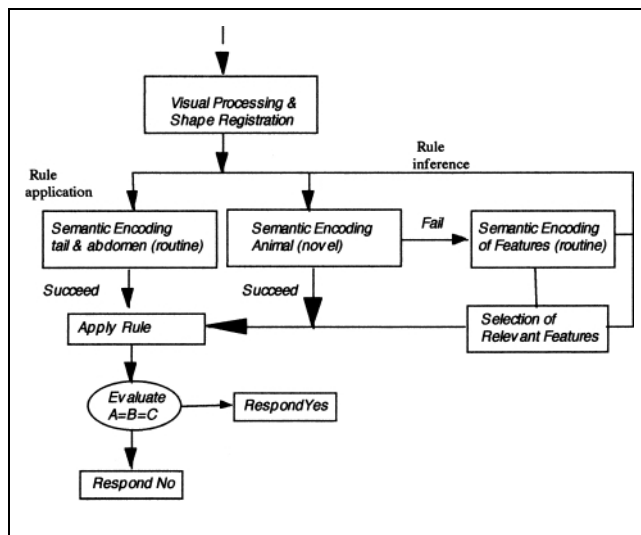 Visual Processing &
Shape Registration
Rule
inference
Rule
application
Semantic Encoding
tail & abdomen (routine)
Semantic Encoding
Animal (novel)
Fail
Semantic Encoding
of Features (routine)
Succeed
Succeed
Apply Rule
Selection of
Relevant Features
Evaluate
A=B=C
RespondYes
Respond No